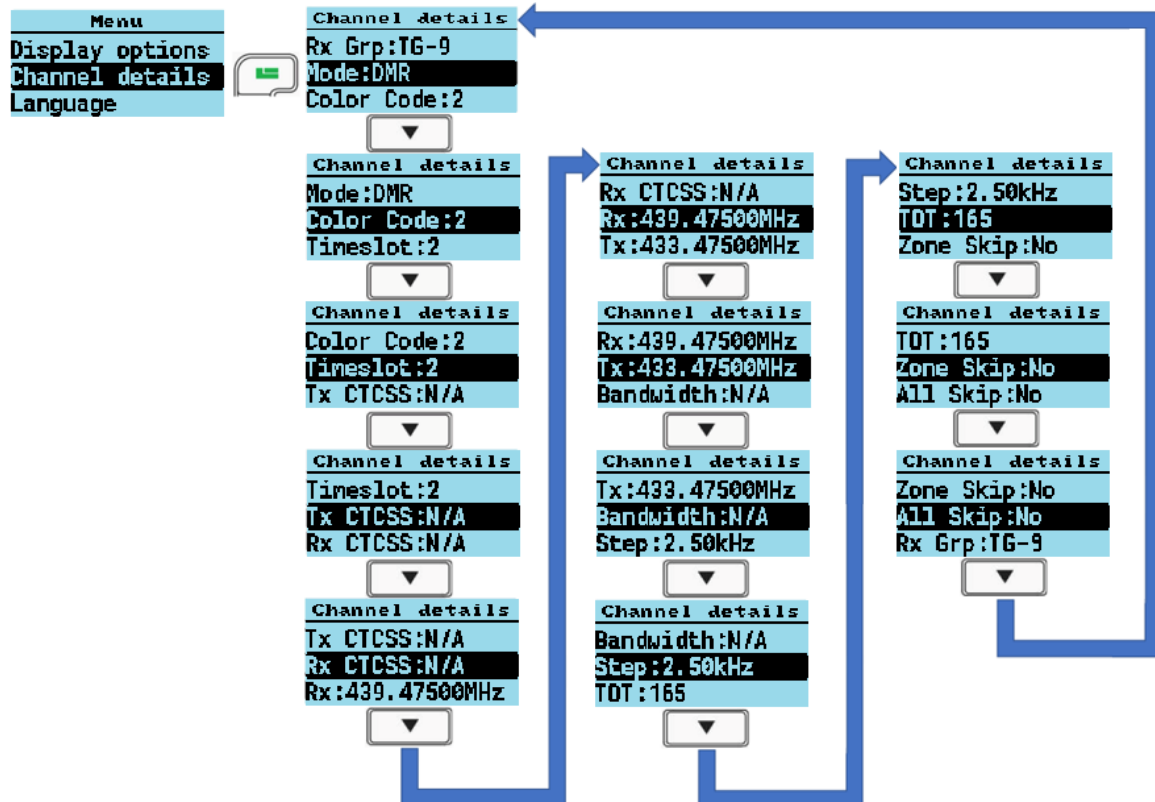 Menu
Display options
Channel details
Language
Channel details
Rx Grp:TG-9
Mode:DMR
Color Code:2
Channel details
Mode:DMR
Color Code:2
Timeslot:2
Channel details
Color Code:2
Timeslot:2
Tx CTCSS:N/A
Channel details
Timeslot:2
Tx CTCSS:N/A
Rx CTCSS:N/A
Channel details
Tx CTCSS:N/A
Rx CTCSS:N/A
Rx:439.47500MHz
Channel details
Rx CTCSS:N/A
Rx:439.47500MHz
Tx:433.47500MHz
Channel details
Rx:439.47500MHz
Tx:433.47500MHz
Bandwidth:N/A
Channel details
Tx:433.47500MHz
Bandwidth:N/A
Step:2.50kHz
Channel details
Bandwidth:N/A
Step:2.50kHz
TOT:165
Channel details
Step:2.50kHz
TOT:165
Zone Skip:No
Channel details
TOT:165
Zone Skip:No
All Skip:No
Channel details
Zone Skip:No
All Skip:No
Rx Grp:TG-9